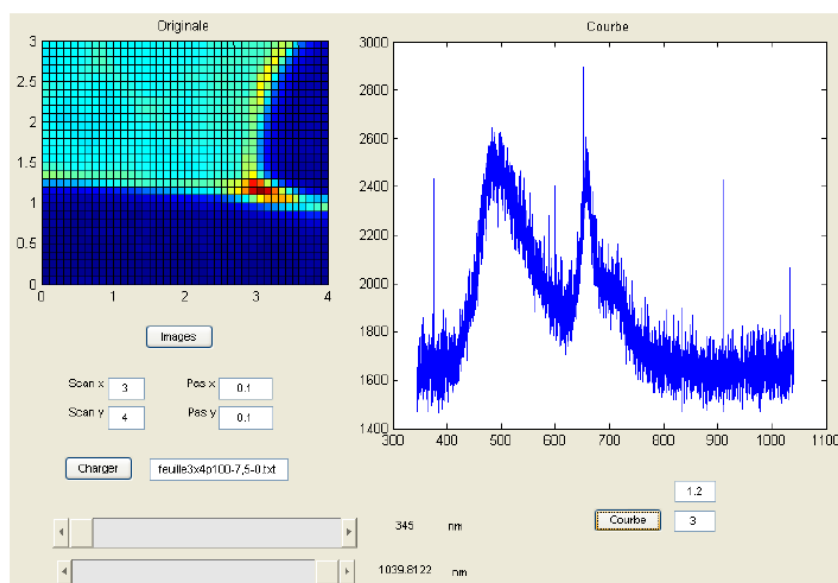 Originale
3
2.5
2
1.5
1
0.5
0
0 1 2 3 4
Images
Scan x 3 Pas x 0.1
Scan y 4 Pas y 0.1
Charger feuille3x4p100-7,5-0.txt
345 nm
1039.8122 nm
Courbe
3000
2800
2600
2400
2200
2000
1800
1600
1400
300 400 500 600 700 800 900 1000 1100
1.2
Courbe 3